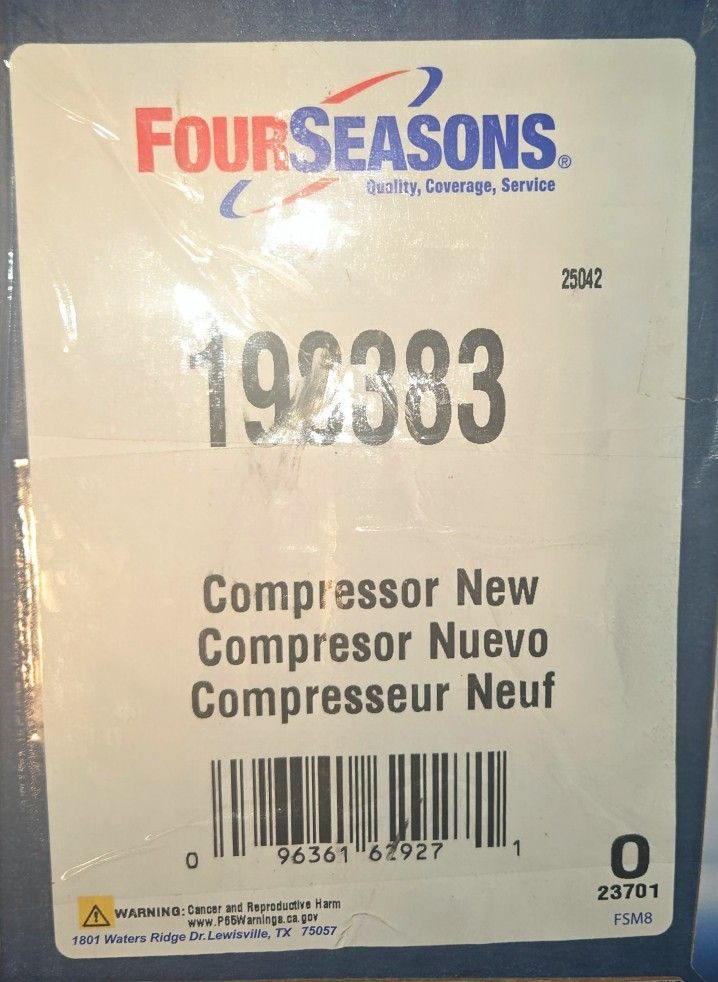 FOURSEASONS®
Quality, Coverage, Service
25042
198383
Compressor New
Compresor Nuevo
Compresseur Neuf
0 96361 62927 1
0
23701
WARNING: Cancer and Reproductive Harm
www.P65Warnings.ca.gov
1801 Waters Ridge Dr. Lewisville, TX 75057
FSM8